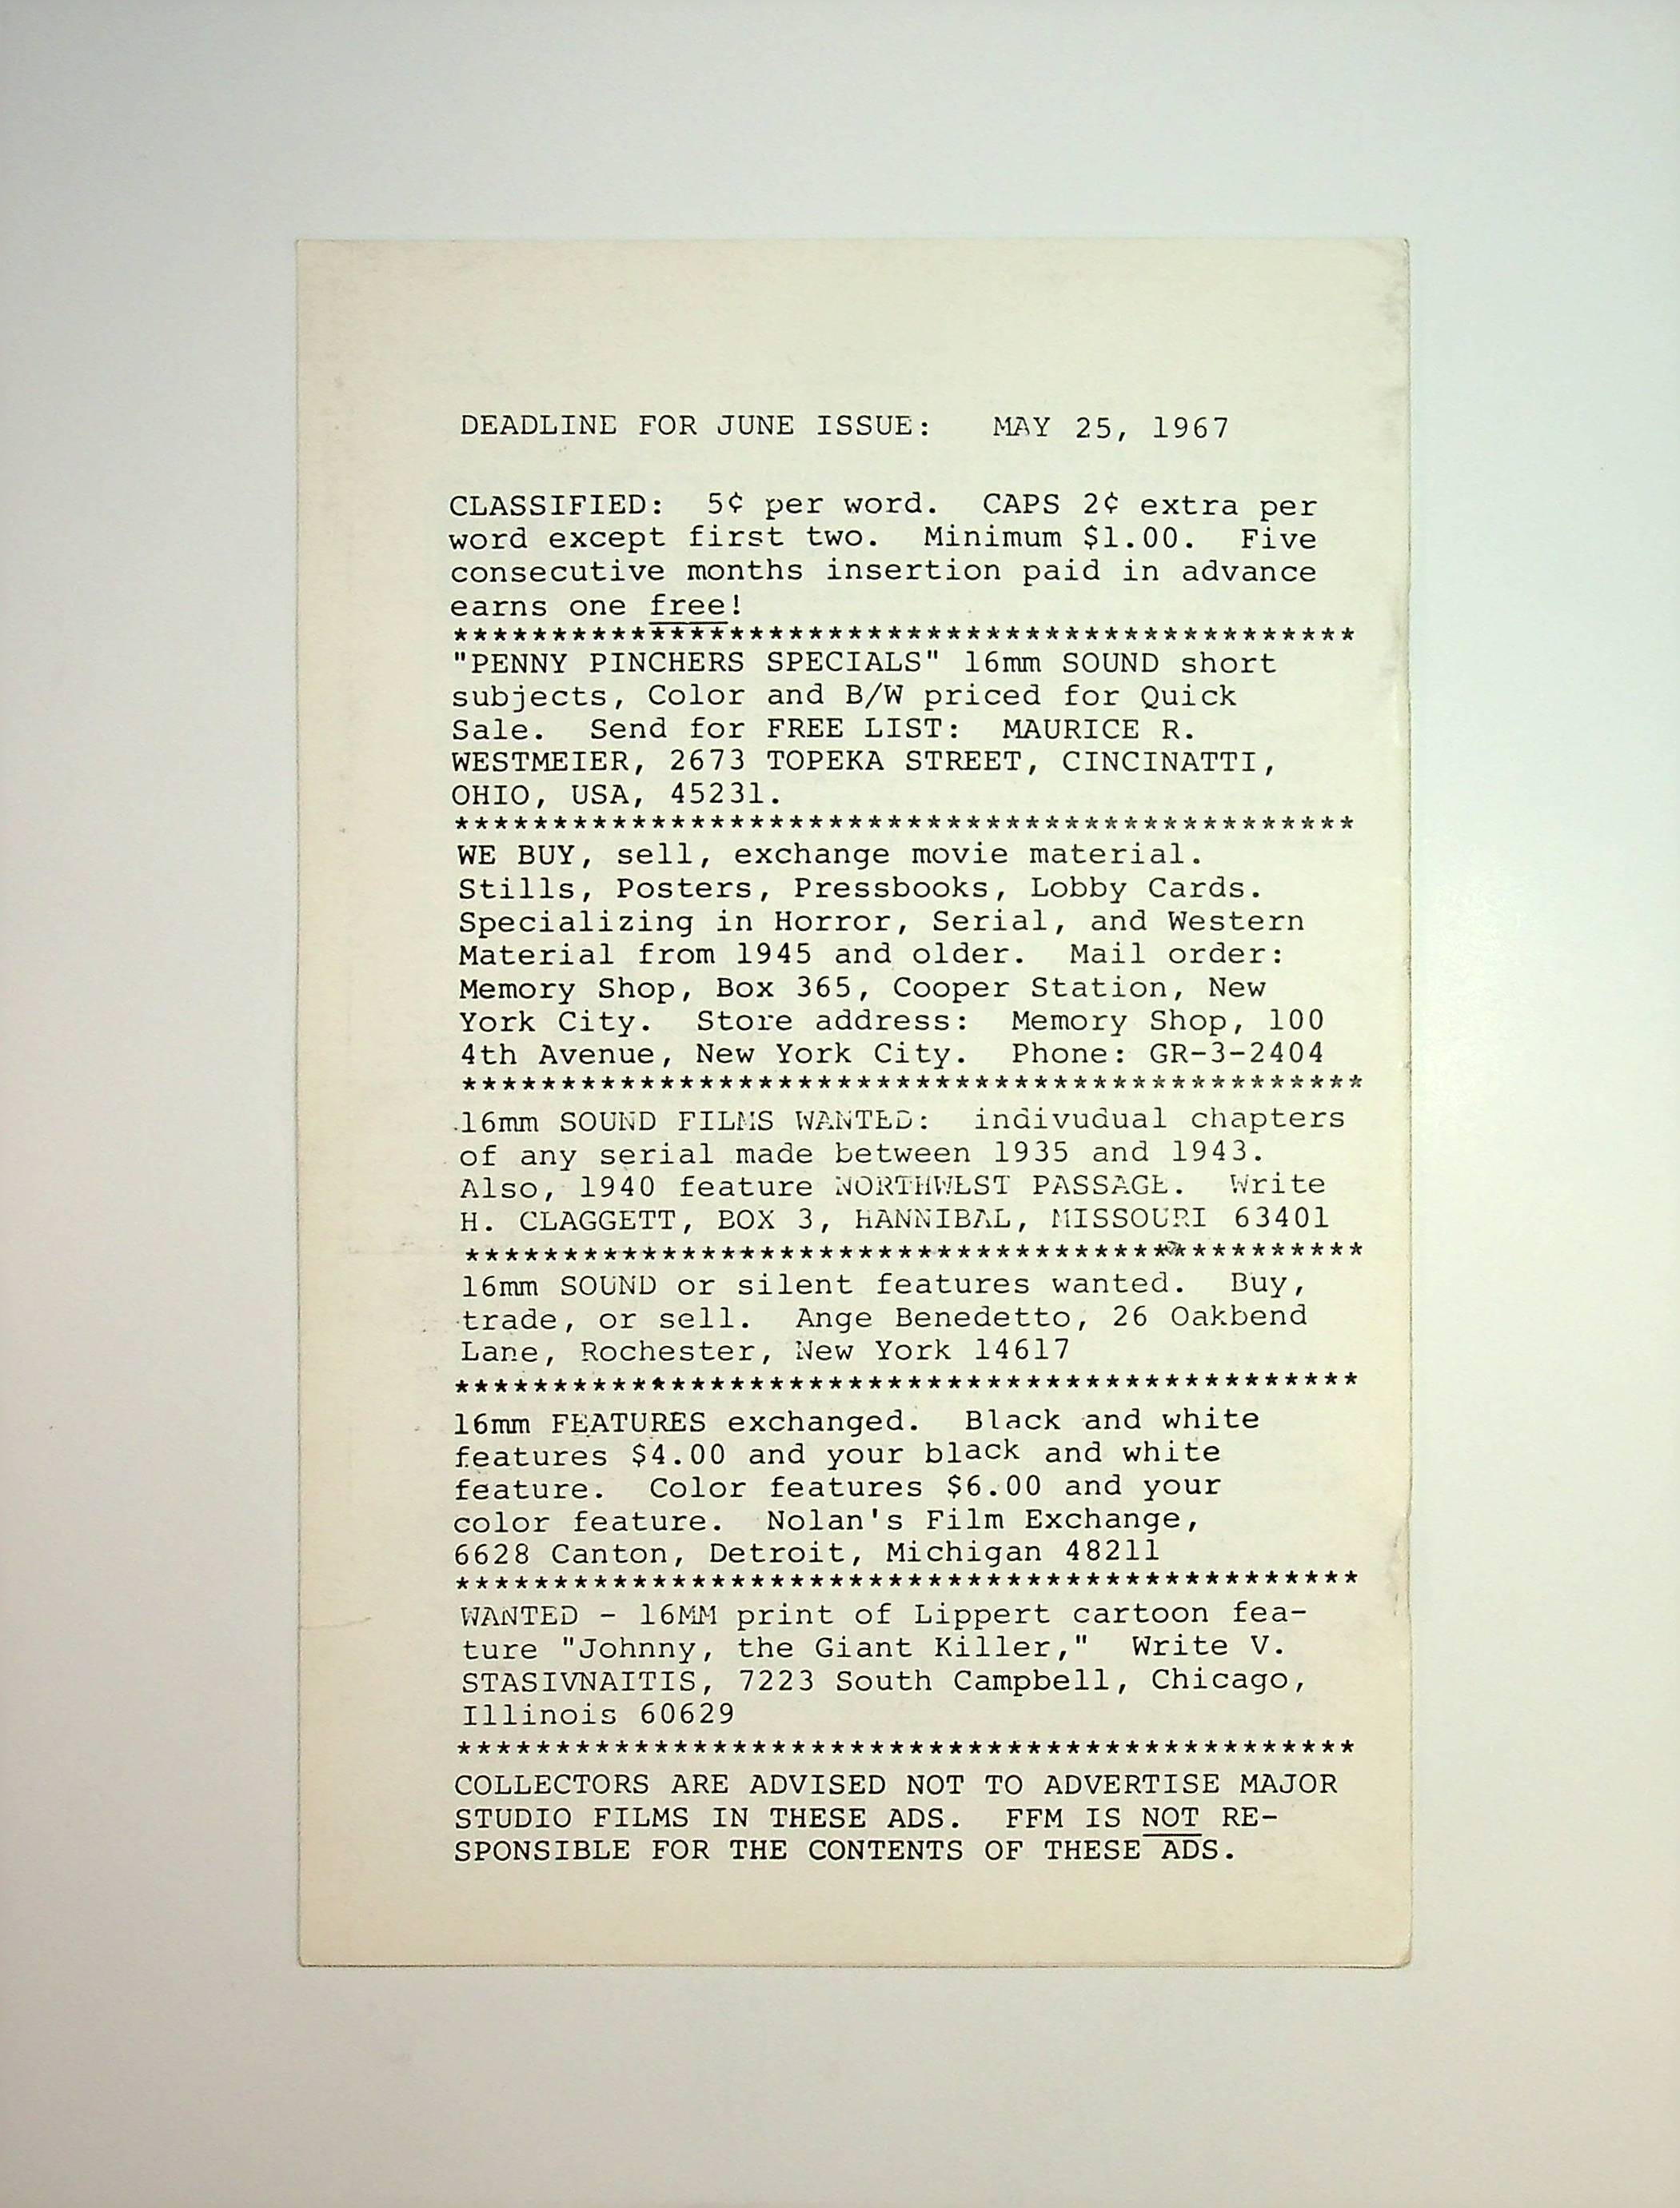 DEADLINE FOR JUNE ISSUE:   MAY 25, 1967
CLASSIFIED:  5¢ per word.  CAPS 2¢ extra per
word except first two.  Minimum $1.00.  Five
consecutive months insertion paid in advance
earns one free!
**********************************************
"PENNY PINCHERS SPECIALS" 16mm SOUND short
subjects, Color and B/W priced for Quick
Sale.  Send for FREE LIST:  MAURICE R.
WESTMEIER, 2673 TOPEKA STREET, CINCINATTI,
OHIO, USA, 45231.
**********************************************
WE BUY, sell, exchange movie material.
Stills, Posters, Pressbooks, Lobby Cards.
Specializing in Horror, Serial, and Western
Material from 1945 and older.  Mail order:
Memory Shop, Box 365, Cooper Station, New
York City.  Store address:  Memory Shop, 100
4th Avenue, New York City.  Phone: GR-3-2404
**********************************************
16mm SOUND FILMS WANTED:  indivudual chapters
of any serial made between 1935 and 1943.
Also, 1940 feature NORTHWEST PASSAGE.  Write
H. CLAGGETT, BOX 3, HANNIBAL, MISSOURI 63401
**********************************************
16mm SOUND or silent features wanted.  Buy,
trade, or sell.  Ange Benedetto, 26 Oakbend
Lane, Rochester, New York 14617
**********************************************
16mm FEATURES exchanged.  Black and white
features $4.00 and your black and white
feature.  Color features $6.00 and your
color feature.  Nolan's Film Exchange,
6628 Canton, Detroit, Michigan 48211
**********************************************
WANTED - 16MM print of Lippert cartoon fea-
ture "Johnny, the Giant Killer,"  Write V.
STASIVNAITIS, 7223 South Campbell, Chicago,
Illinois 60629
**********************************************
COLLECTORS ARE ADVISED NOT TO ADVERTISE MAJOR
STUDIO FILMS IN THESE ADS.  FFM IS NOT RE-
SPONSIBLE FOR THE CONTENTS OF THESE ADS.